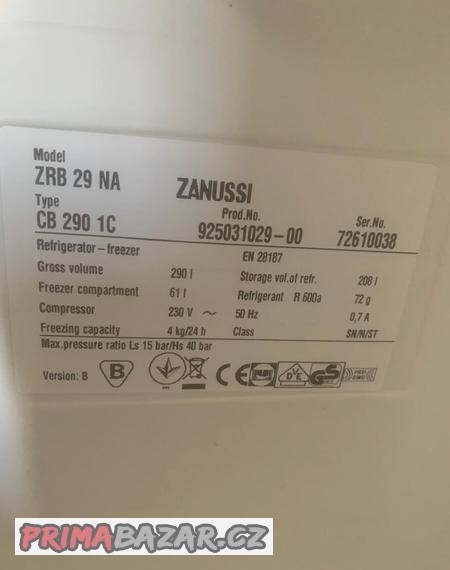 Model
ZRB 29 NA
ZANUSSI
Type
Prod.No.
Ser.No.
CB 290 1C
925031029-00
72610038
Refrigerator-freezer
EN 28187
Gross volume 290 l Storage vol.of refr. 208 l
Freezer compartment 61 l Refrigerant R 600a 72 g
Compressor 230 V ~ 50 Hz 0,7 A
Freezing capacity 4 kg/24 h Class SN/N/ST
Max.pressure ratio Ls 15 bar/Hs 40 bar
Version: B B CE VDE GS
PRIMABAZAR.CZ